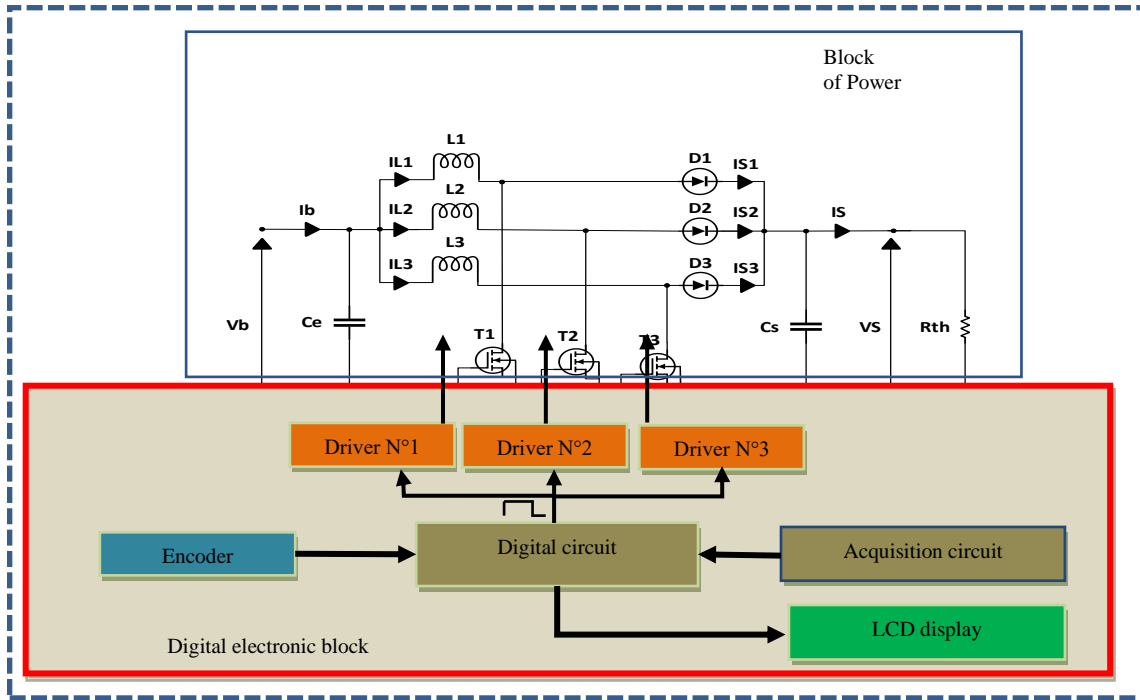 Block
of Power
L1
IL1
D1
IS1
L2
Ib
IL2
D2
IS2
IS
L3
IL3
D3
IS3
Vb
Ce
T1
T2
T3
Cs
VS
Rth
Driver N°1
Driver N°2
Driver N°3
Encoder
Digital circuit
Acquisition circuit
LCD display
Digital electronic block